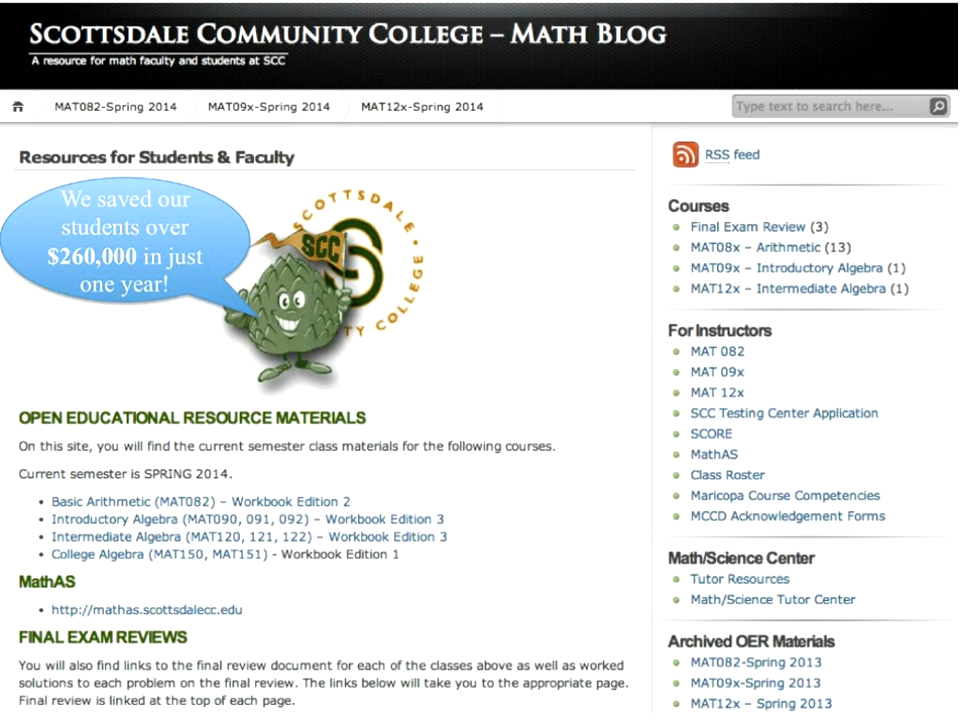 SCOTTSDALE COMMUNITY COLLEGE – MATH BLOG
A resource for math faculty and students at SCC
MAT082-Spring 2014 MAT09x-Spring 2014 MAT12x-Spring 2014
Type text to search here...
Resources for Students & Faculty
We saved our
students over
$260,000 in just
one year!
SCOTTSDALE
TY COLLEGE
SCC
OPEN EDUCATIONAL RESOURCE MATERIALS
On this site, you will find the current semester class materials for the following courses.
Current semester is SPRING 2014.
• Basic Arithmetic (MAT082) – Workbook Edition 2
• Introductory Algebra (MAT090, 091, 092) – Workbook Edition 3
• Intermediate Algebra (MAT120, 121, 122) – Workbook Edition 3
• College Algebra (MAT150, MAT151) - Workbook Edition 1
MathAS
• http://mathas.scottsdalecc.edu
FINAL EXAM REVIEWS
You will also find links to the final review document for each of the classes above as well as worked
solutions to each problem on the final review. The links below will take you to the appropriate page.
Final review is linked at the top of each page.
RSS feed
Courses
Final Exam Review (3)
MAT08x – Arithmetic (13)
MAT09x – Introductory Algebra (1)
MAT12x – Intermediate Algebra (1)
For Instructors
MAT 082
MAT 09x
MAT 12x
SCC Testing Center Application
SCORE
MathAS
Class Roster
Maricopa Course Competencies
MCCD Acknowledgement Forms
Math/Science Center
Tutor Resources
Math/Science Tutor Center
Archived OER Materials
MAT082-Spring 2013
MAT09x-Spring 2013
MAT12x – Spring 2013